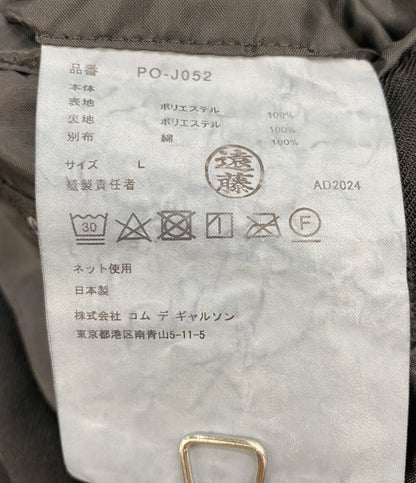 品番 PO-J052
本体
表地 ポリエステル 100%
裏地 ポリエステル 100%
別布 綿 100%
サイズ L
縫製責任者 遠藤 AD2024
30 1 F
ネット使用
日本製
株式会社 コム デ ギャルソン
東京都港区南青山5-11-5